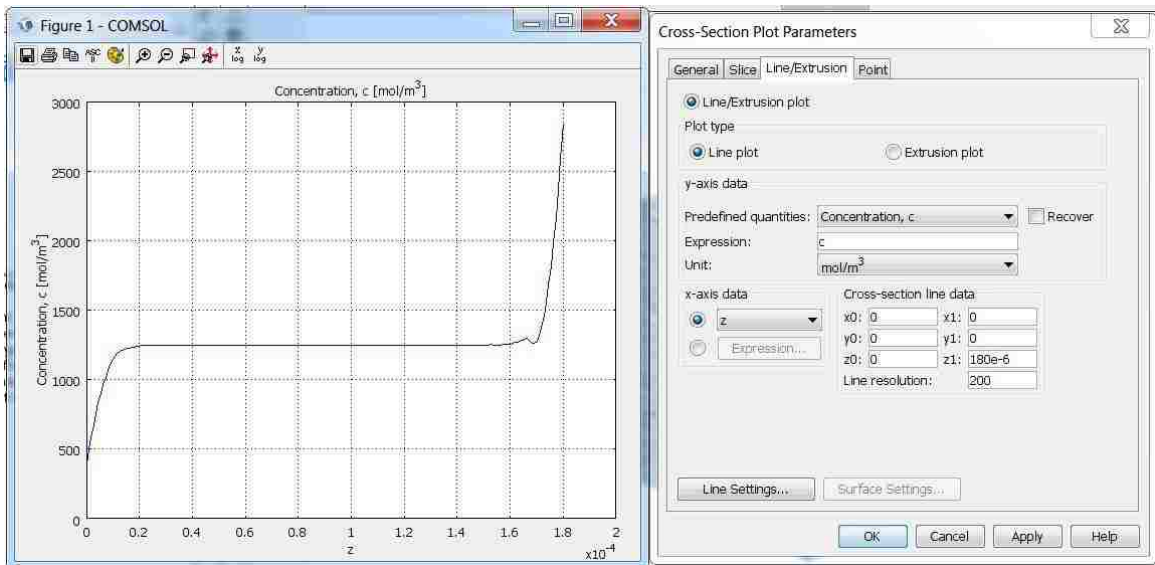 Figure 1 - COMSOL
Concentration, c [mol/m³]
Concentration, c [mol/m³]
3000
2500
2000
1500
1000
500
0
0 0.2 0.4 0.6 0.8 1 1.2 1.4 1.6 1.8 2
x10⁻⁴
z
Cross-Section Plot Parameters
General Slice Line/Extrusion Point
Line/Extrusion plot
Plot type
Line plot Extrusion plot
y-axis data
Predefined quantities: Concentration, c Recover
Expression: c
Unit: mol/m³
x-axis data Cross-section line data
z x0: 0 x1: 0
Expression... y0: 0 y1: 0
z0: 0 z1: 180e-6
Line resolution: 200
Line Settings... Surface Settings...
OK Cancel Apply Help